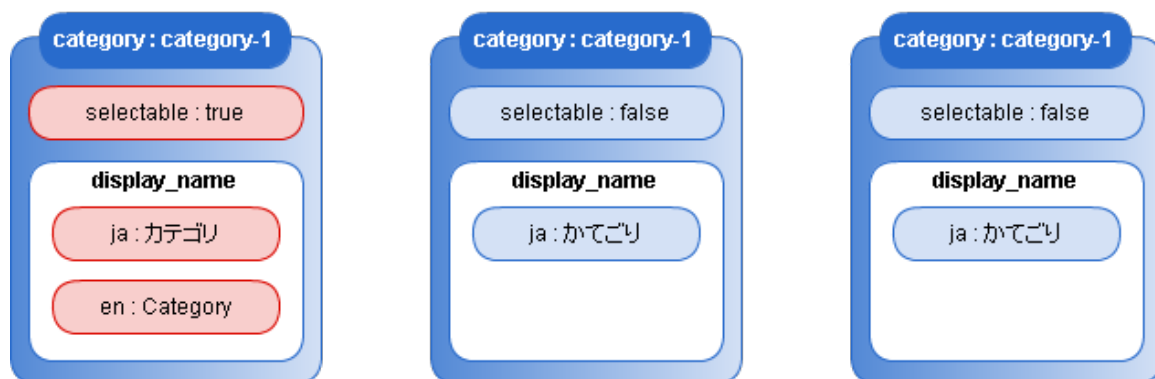 category : category-1
selectable : true
display_name
ja : カテゴリ
en : Category
category : category-1
selectable : false
display_name
ja : かてごり
category : category-1
selectable : false
display_name
ja : かてごり